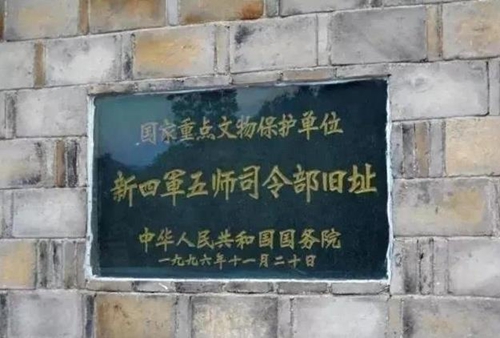 国家重点文物保护单位
新四軍五师司令部旧址
中华人民共和国国务院
一九九六年十一月二十日